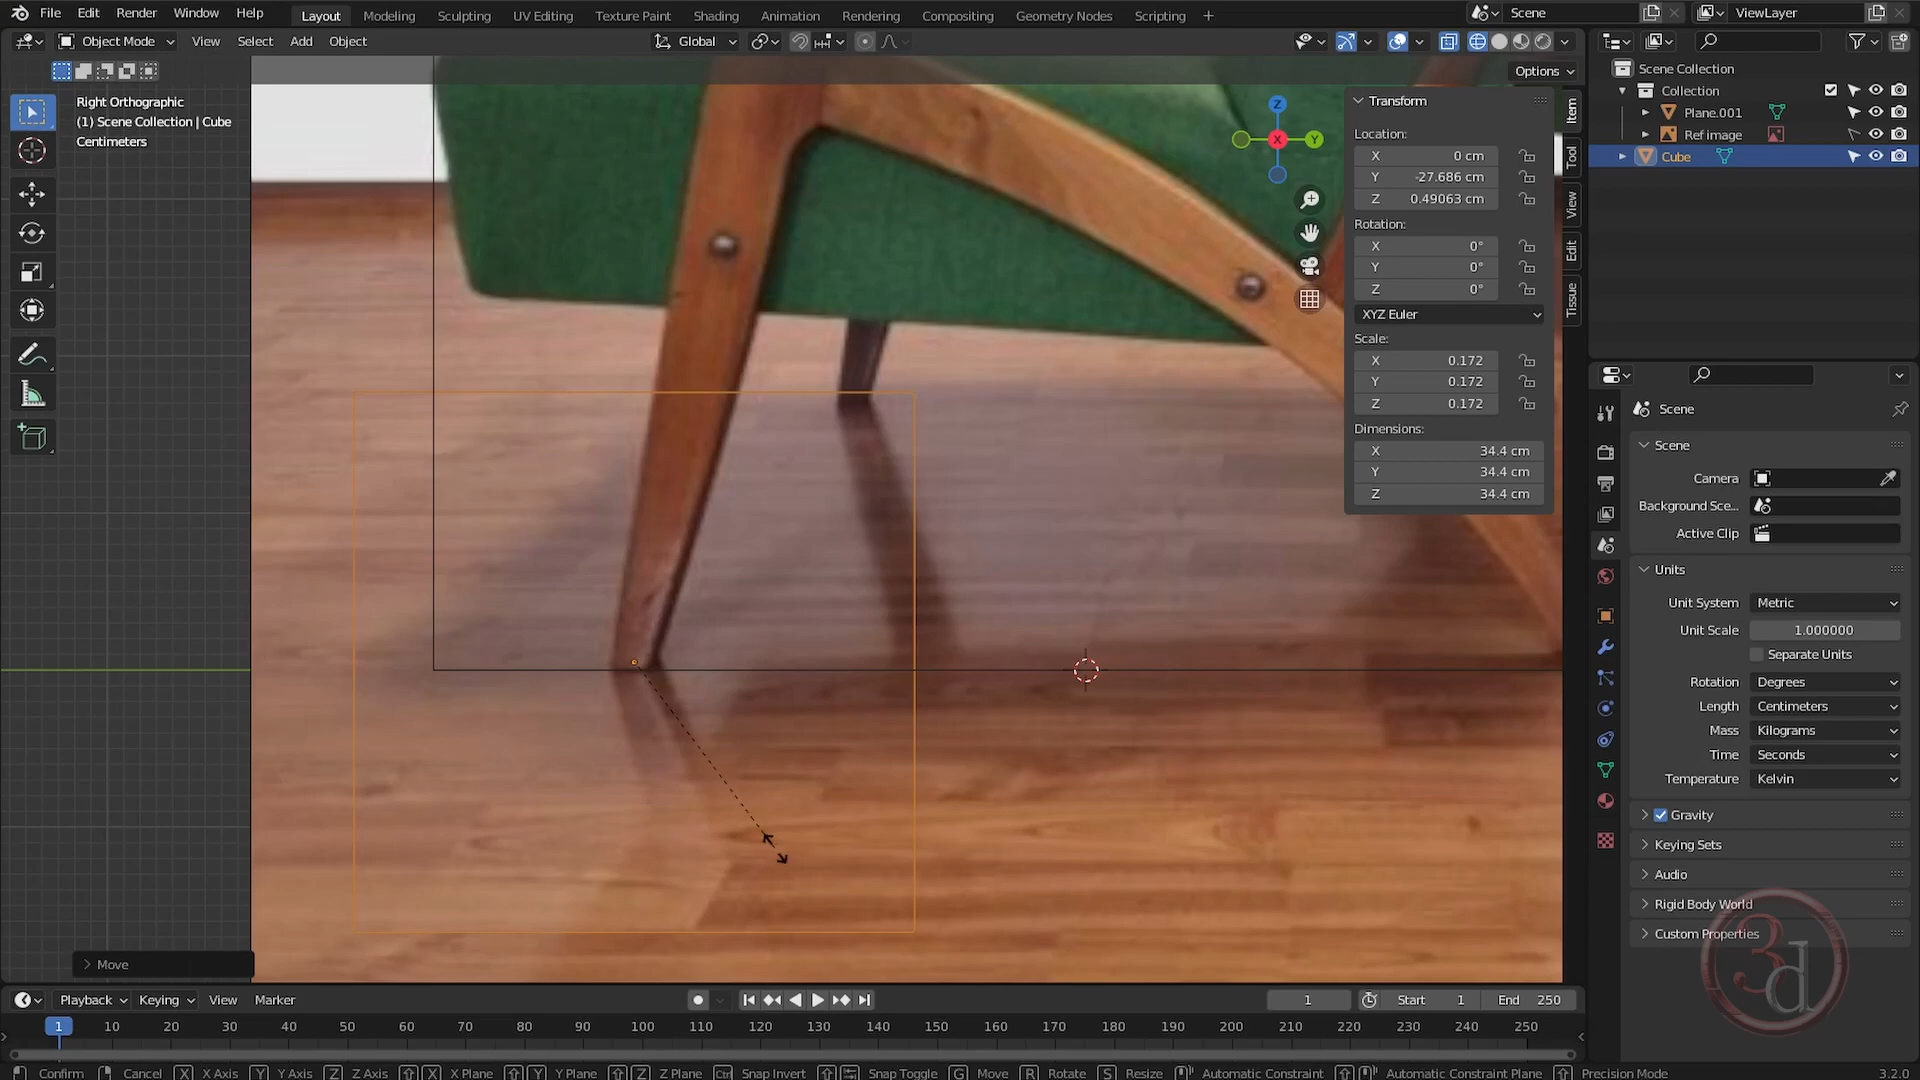 File Edit Render Window Help Layout Modeling Sculpting UV Editing Texture Paint Shading Animation Rendering Compositing Geometry Nodes Scripting + Scene ViewLayer
Object Mode View Select Add Object Global
Options
Right Orthographic
(1) Scene Collection | Cube
Centimeters
Z
X
Y
Transform
Location:
X 0 cm
Y -27.686 cm
Z 0.49063 cm
Rotation:
X 0°
Y 0°
Z 0°
XYZ Euler
Scale:
X 0.172
Y 0.172
Z 0.172
Dimensions:
X 34.4 cm
Y 34.4 cm
Z 34.4 cm
Item
Tool
View
Edit
Tissue
Scene Collection
Collection
Plane.001
Ref image
Cube
Scene
Scene
Camera
Background Sce...
Active Clip
Units
Unit System Metric
Unit Scale 1.000000
Separate Units
Rotation Degrees
Length Centimeters
Mass Kilograms
Time Seconds
Temperature Kelvin
Gravity
Keying Sets
Audio
Rigid Body World
Custom Properties
3d
Move
Playback Keying View Marker 1 Start 1 End 250
1 10 20 30 40 50 60 70 80 90 100 110 120 130 140 150 160 170 180 190 200 210 220 230 240 250
Confirm Cancel X X Axis Y Y Axis Z Z Axis X X Plane Y Y Plane Z Z Plane Ctrl Snap Invert Snap Toggle G Move R Rotate S Resize Automatic Constraint Automatic Constraint Plane Precision Mode 3.2.0